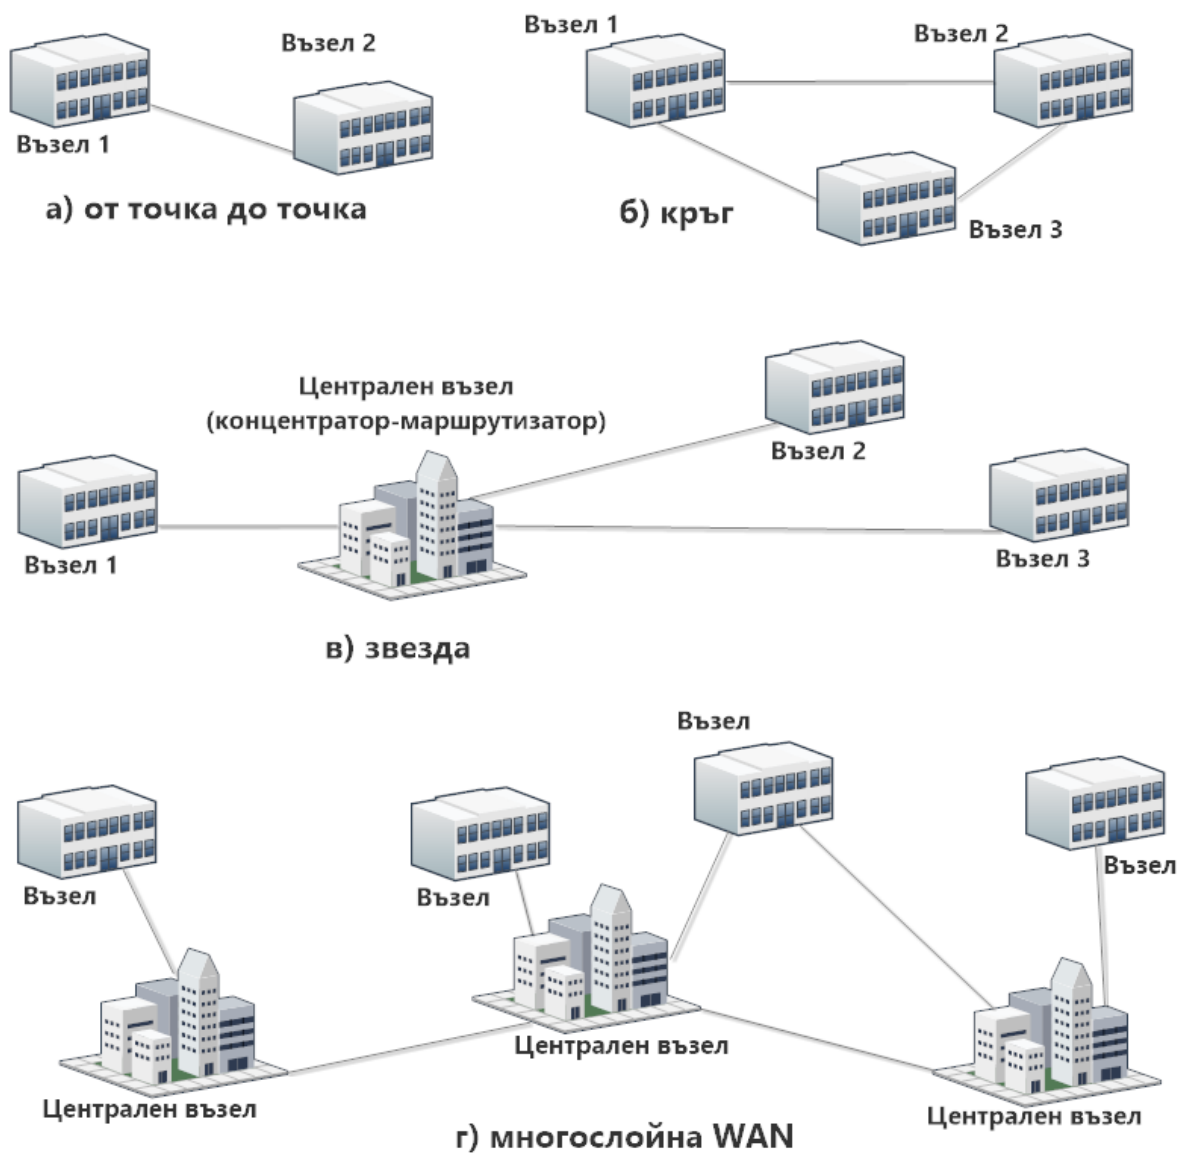 Възел 1
Възел 2
а) от точка до точка
Възел 1
Възел 2
Възел 3
б) кръг
Централен възел
(концентратор-маршрутизатор)
Възел 1
Възел 2
Възел 3
в) звезда
Възел
Възел
Възел
Възел
Централен възел
Централен възел
Централен възел
г) многослойна WAN